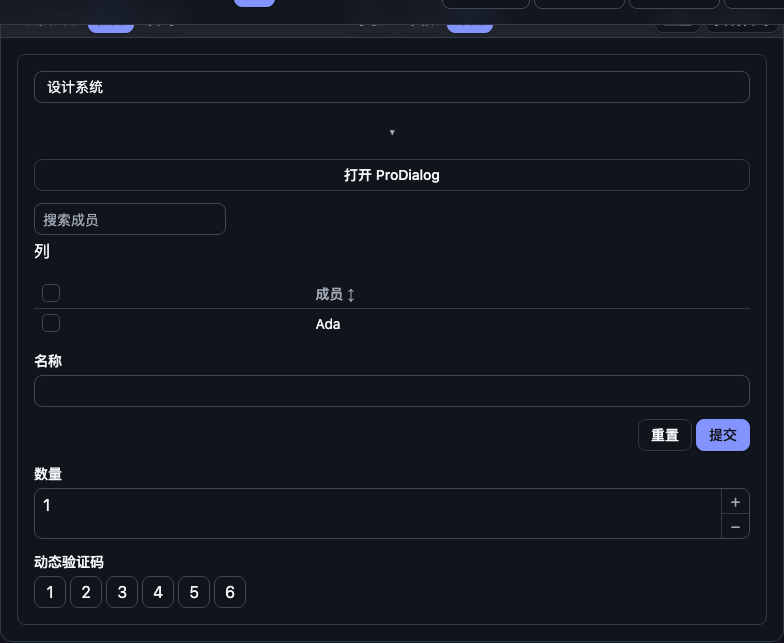 设计系统
▾
打开 ProDialog
搜索成员
列
成员 ↕
Ada
名称
重置 提交
数量
1
+
−
动态验证码
1 2 3 4 5 6